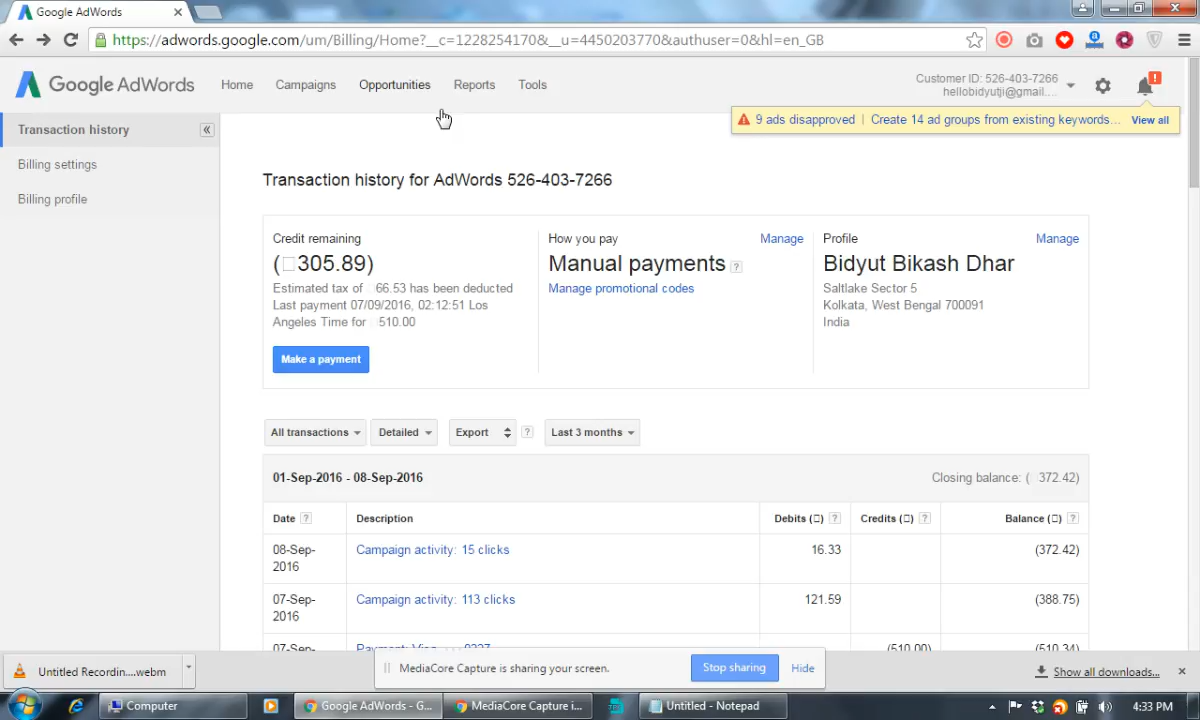 Google AdWords
https://adwords.google.com/um/Billing/Home?__c=1228254170&__u=4450203770&authuser=0&hl=en_GB
Google AdWords
Home
Campaigns
Opportunities
Reports
Tools
Customer ID: 526-403-7266
hellobidyutji@gmail....
9 ads disapproved | Create 14 ad groups from existing keywords... View all
Transaction history
Billing settings
Billing profile
Transaction history for AdWords 526-403-7266
Credit remaining
(305.89)
Estimated tax of 66.53 has been deducted
Last payment 07/09/2016, 02:12:51 Los
Angeles Time for 510.00
Make a payment
How you pay
Manage
Manual payments ?
Manage promotional codes
Profile
Manage
Bidyut Bikash Dhar
Saltlake Sector 5
Kolkata, West Bengal 700091
India
All transactions
Detailed
Export
?
Last 3 months
01-Sep-2016 - 08-Sep-2016
Closing balance: ( 372.42)
Date ?
Description
Debits () ?
Credits () ?
Balance () ?
08-Sep-
2016
Campaign activity: 15 clicks
16.33
(372.42)
07-Sep-
2016
Campaign activity: 113 clicks
121.59
(388.75)
07-Sep-
(510.00)
(510.34)
Untitled Recordin....webm
MediaCore Capture is sharing your screen.
Stop sharing
Hide
Show all downloads...
Computer
Google AdWords - G...
MediaCore Capture i...
Untitled - Notepad
4:33 PM